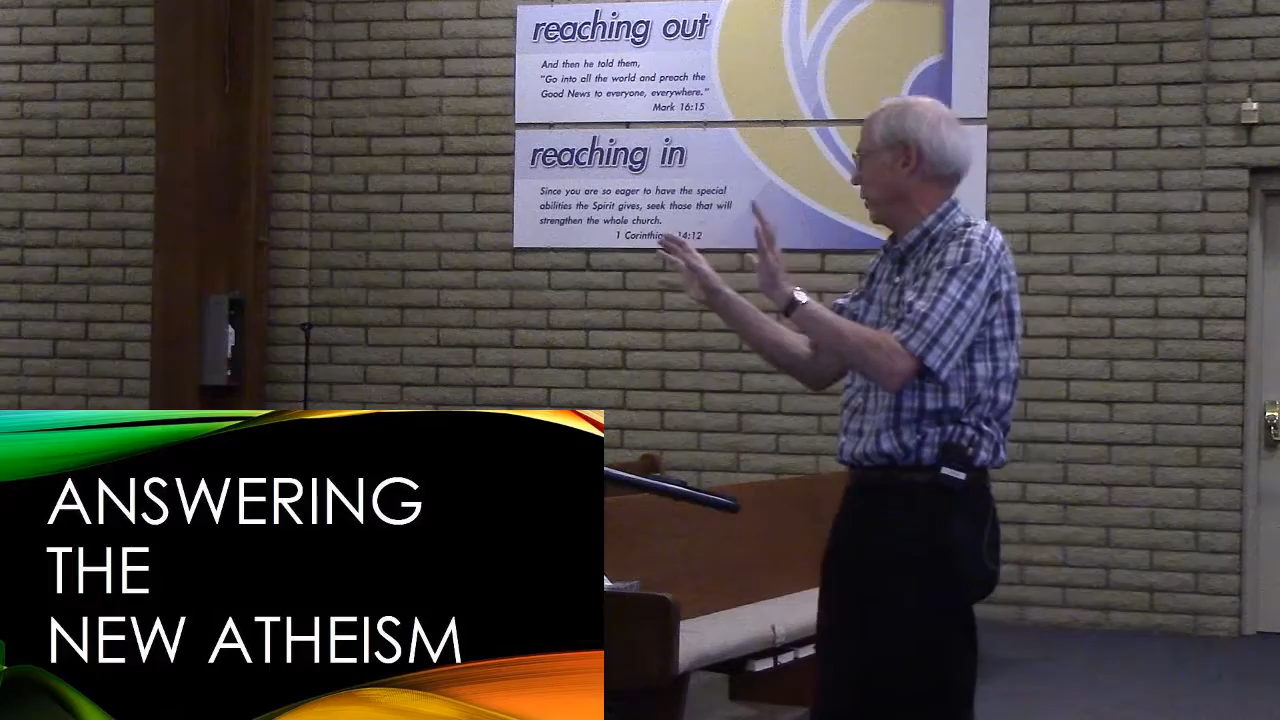 reaching out
And then he told them,
"Go into all the world and preach the
Good News to everyone, everywhere."
Mark 16:15
reaching in
Since you are so eager to have the special
abilities the Spirit gives, seek those that will
strengthen the whole church.
1 14:12
ANSWERING
THE
NEW ATHEISM